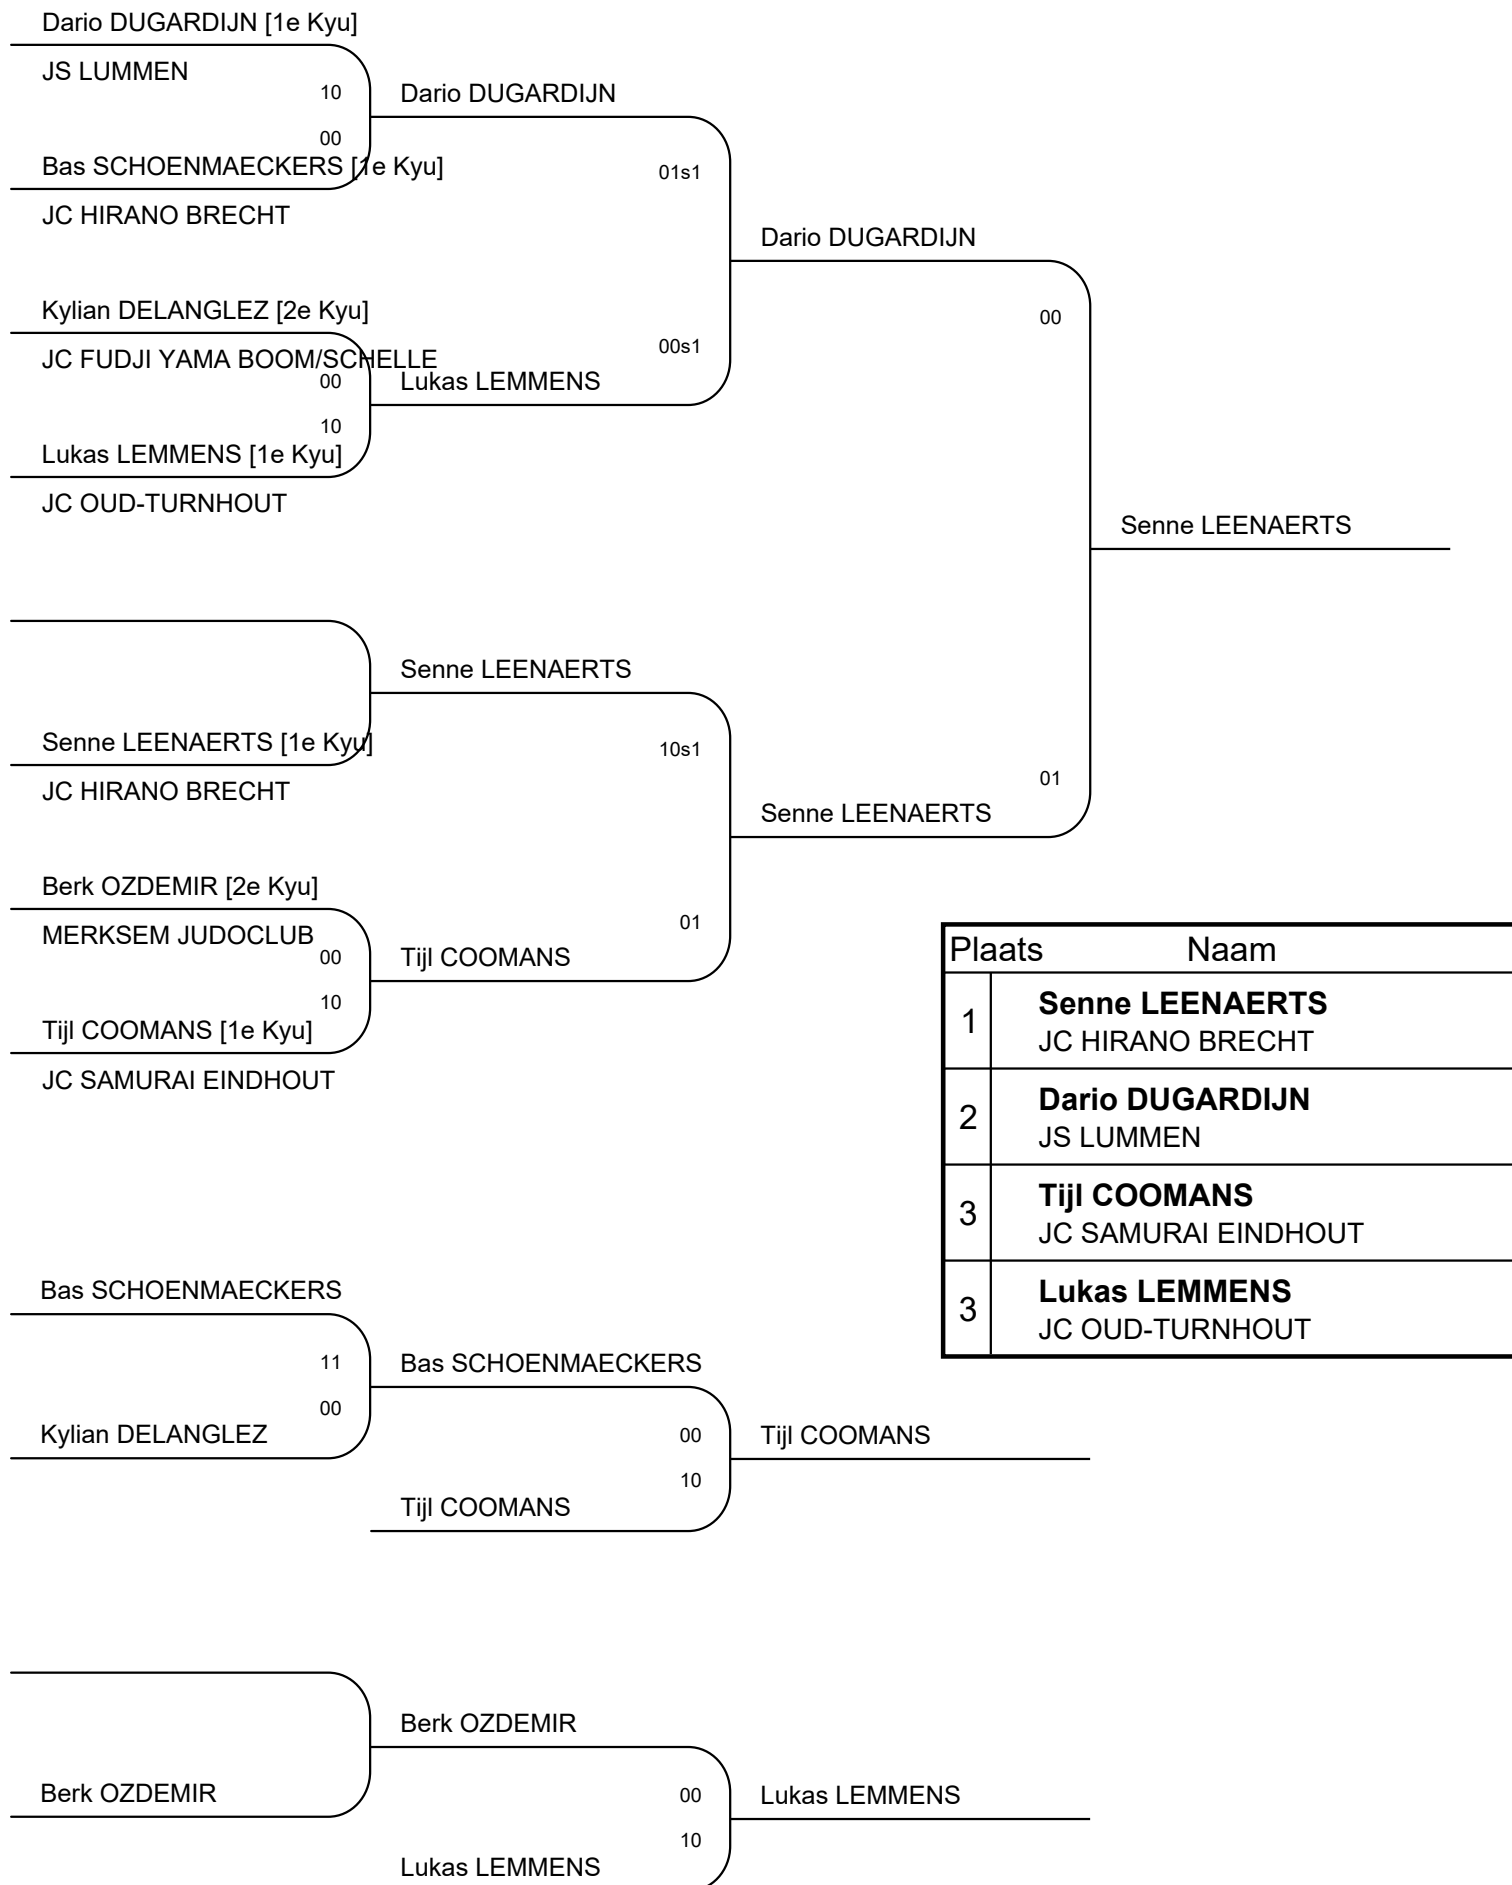 Dario DUGARDIJN [1e Kyu]
JS LUMMEN
10
Dario DUGARDIJN
00
Bas SCHOENMAECKERS [1e Kyu]
01s1
JC HIRANO BRECHT
Dario DUGARDIJN
Kylian DELANGLEZ [2e Kyu]
00
JC FUDJI YAMA BOOM/SCHELLE
00s1
00
Lukas LEMMENS
10
Lukas LEMMENS [1e Kyu]
JC OUD-TURNHOUT
Senne LEENAERTS
Senne LEENAERTS
Senne LEENAERTS [1e Kyu]
10s1
JC HIRANO BRECHT
01
Senne LEENAERTS
Berk OZDEMIR [2e Kyu]
MERKSEM JUDOCLUB
01
00
Tijl COOMANS
10
Tijl COOMANS [1e Kyu]
JC SAMURAI EINDHOUT
Plaats Naam
1 Senne LEENAERTS
JC HIRANO BRECHT
2 Dario DUGARDIJN
JS LUMMEN
3 Tijl COOMANS
JC SAMURAI EINDHOUT
3 Lukas LEMMENS
JC OUD-TURNHOUT
Bas SCHOENMAECKERS
11
Bas SCHOENMAECKERS
00
Kylian DELANGLEZ
00
Tijl COOMANS
10
Tijl COOMANS
Berk OZDEMIR
Berk OZDEMIR
00
Lukas LEMMENS
10
Lukas LEMMENS